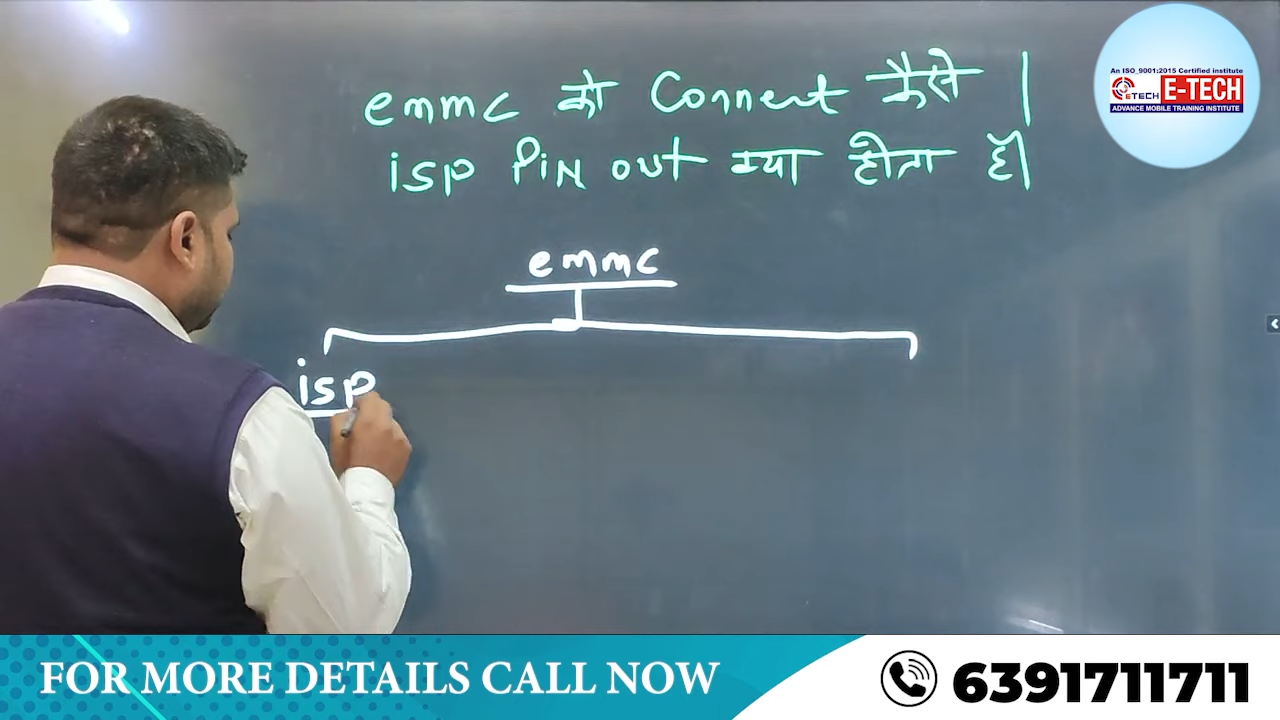 emmc को Connect कैसे |
isp PiN out क्या होता है|
emmc
isp
An ISO_9001:2015 Certified institute
ETECH E-TECH
ADVANCE MOBILE TRAINING INSTITUTE
FOR MORE DETAILS CALL NOW
6391711711